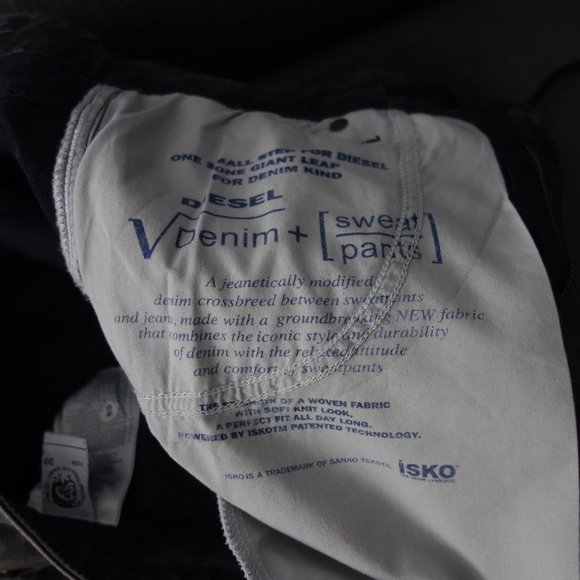 SMALL STEP FOR DIESEL
ONE BONE GIANT LEAP
FOR DENIM KIND
DIESEL
√Denim + [sweat
pants]
A jeanetically modified
denim crossbreed between sweatpants
and jeans, made with a groundbreaking NEW fabric
that combines the iconic style and durability
of denim with the relaxed attitude
and comfort of sweatpants
THE STRENGTH OF A WOVEN FABRIC
WITH SOFT KNIT LOOK,
A PERFECT FIT ALL DAY LONG.
POWERED BY ISKOTM PATENTED TECHNOLOGY.
ISKO IS A TRADEMARK OF SANKO TEKSTIL
ISKO™
30